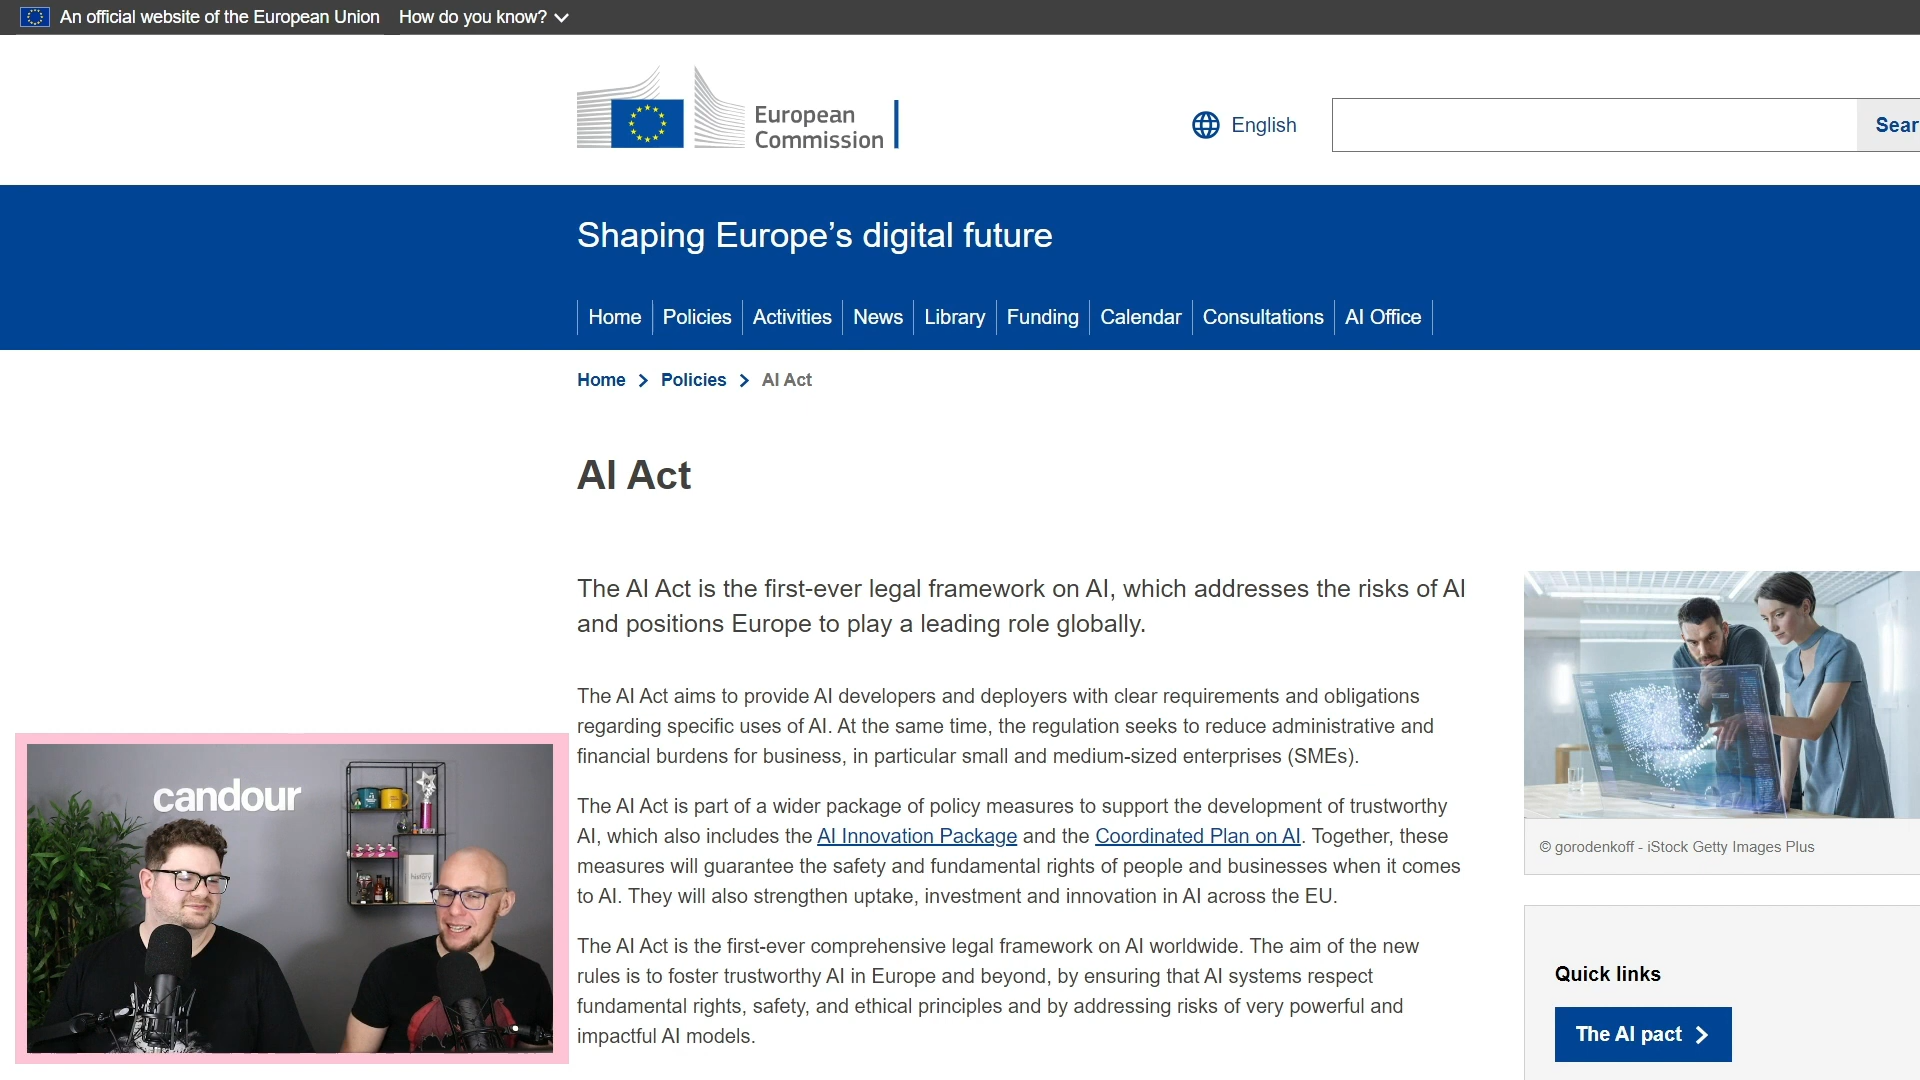 An official website of the European Union How do you know?
European
Commission
English
Sear
Shaping Europe’s digital future
Home Policies Activities News Library Funding Calendar Consultations AI Office
Home Policies AI Act
AI Act
The AI Act is the first-ever legal framework on AI, which addresses the risks of AI
and positions Europe to play a leading role globally.
The AI Act aims to provide AI developers and deployers with clear requirements and obligations
regarding specific uses of AI. At the same time, the regulation seeks to reduce administrative and
financial burdens for business, in particular small and medium-sized enterprises (SMEs).
The AI Act is part of a wider package of policy measures to support the development of trustworthy
AI, which also includes the AI Innovation Package and the Coordinated Plan on AI. Together, these
measures will guarantee the safety and fundamental rights of people and businesses when it comes
to AI. They will also strengthen uptake, investment and innovation in AI across the EU.
The AI Act is the first-ever comprehensive legal framework on AI worldwide. The aim of the new
rules is to foster trustworthy AI in Europe and beyond, by ensuring that AI systems respect
fundamental rights, safety, and ethical principles and by addressing risks of very powerful and
impactful AI models.
© gorodenkoff - iStock Getty Images Plus
Quick links
The AI pact
candour
history